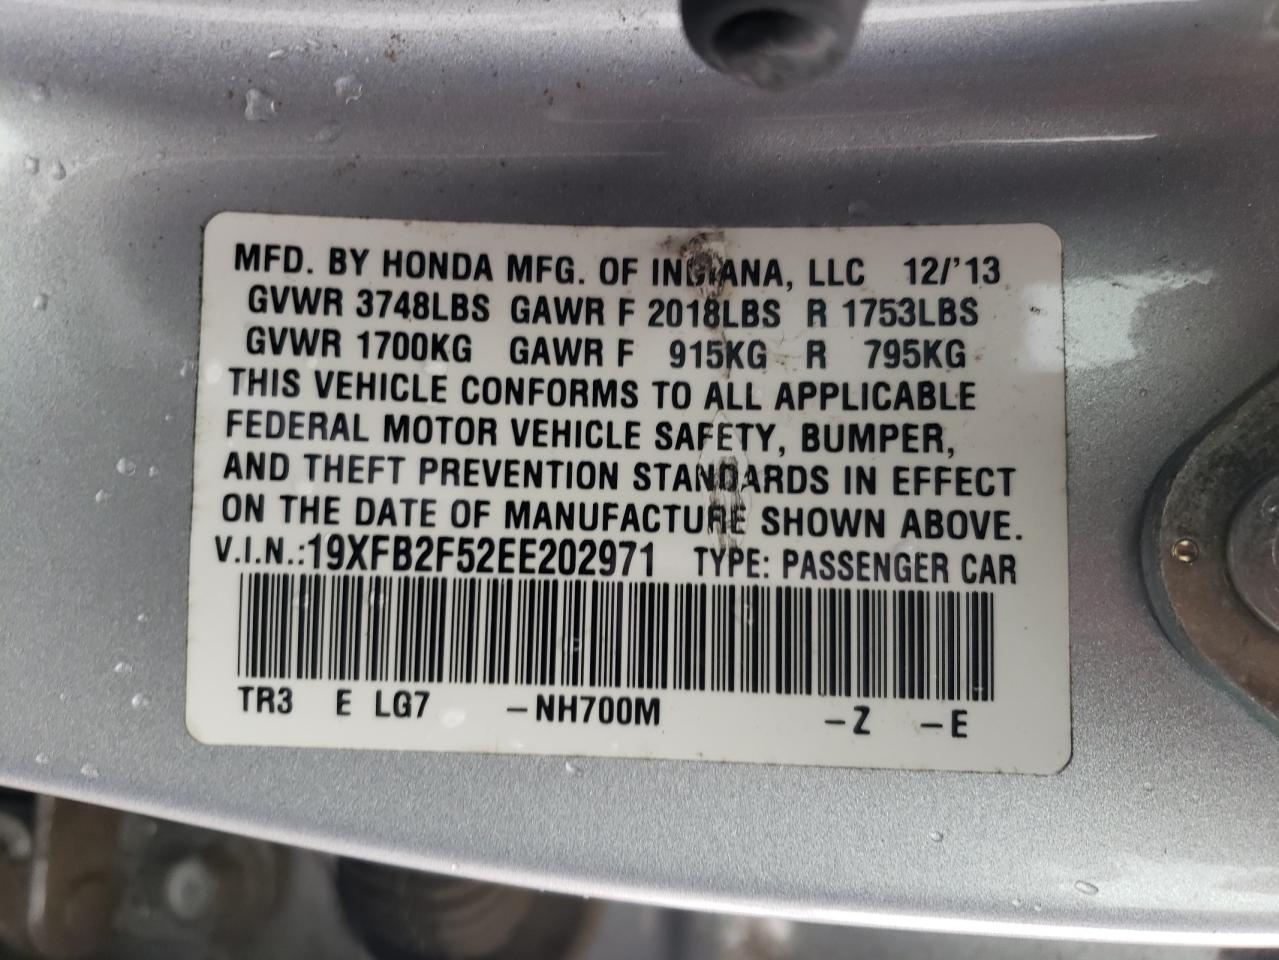 MFD. BY HONDA MFG. OF INDIANA, LLC 12/'13
GVWR 3748LBS GAWR F 2018LBS R 1753LBS
GVWR 1700KG GAWR F 915KG R 795KG
THIS VEHICLE CONFORMS TO ALL APPLICABLE
FEDERAL MOTOR VEHICLE SAFETY, BUMPER,
AND THEFT PREVENTION STANDARDS IN EFFECT
ON THE DATE OF MANUFACTURE SHOWN ABOVE.
V.I.N.:19XFB2F52EE202971 TYPE: PASSENGER CAR
TR3 E LG7 –NH700M –Z –E